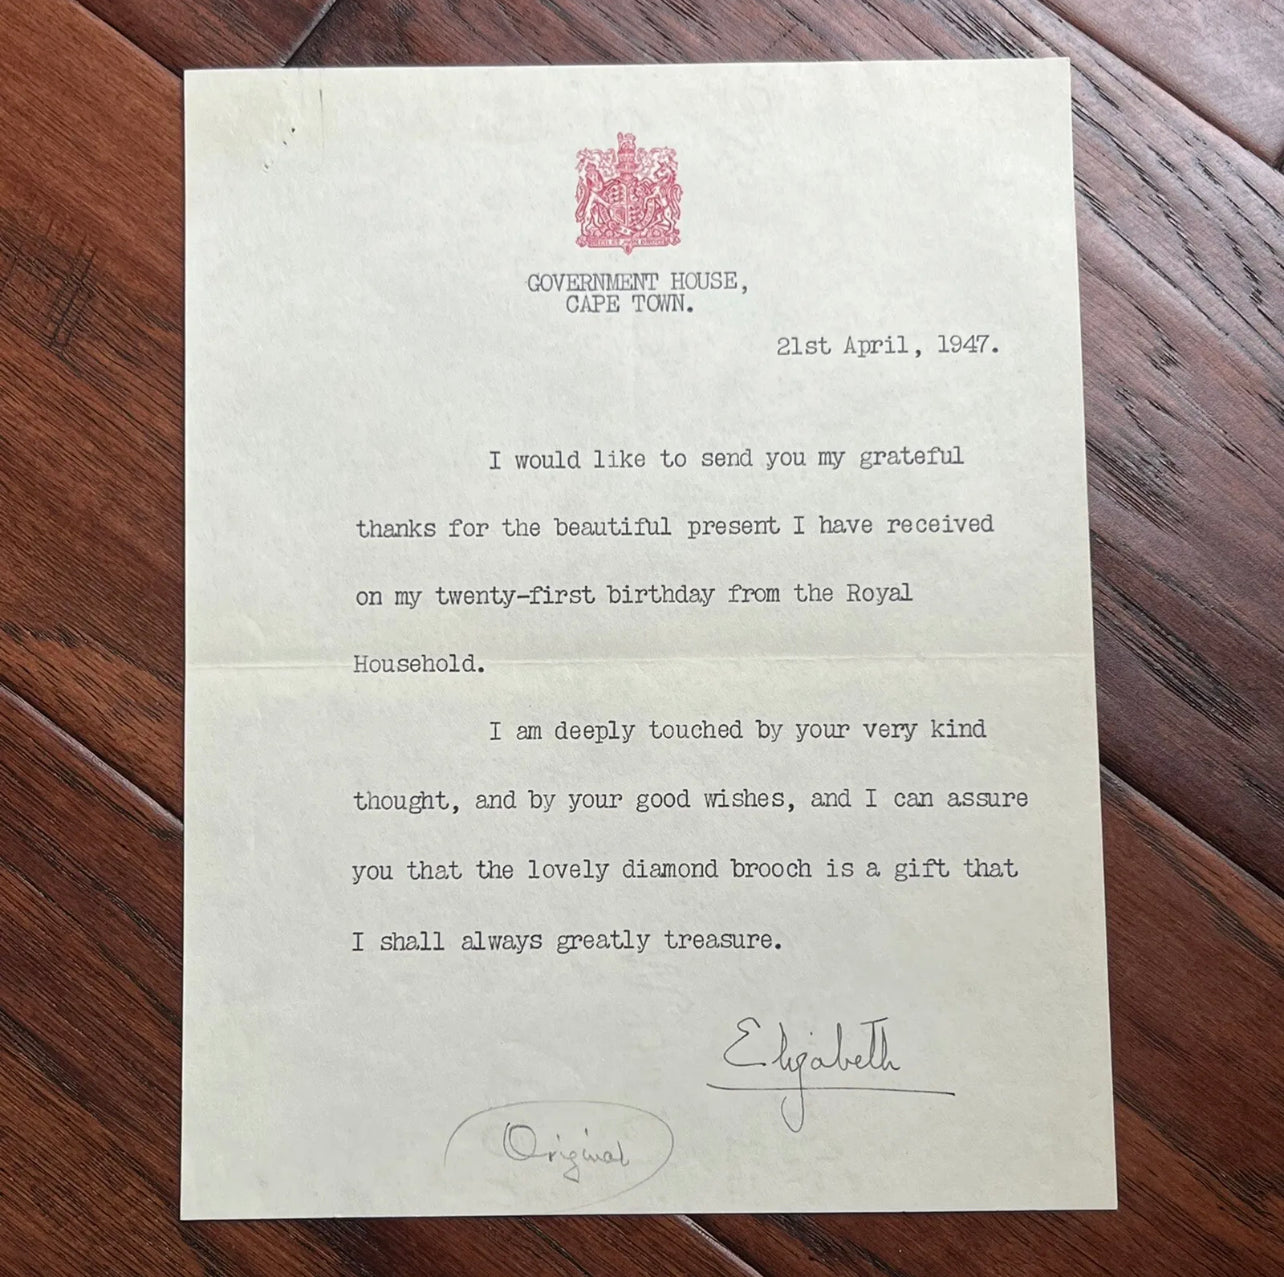 GOVERNMENT HOUSE,
CAPE TOWN.
21st April, 1947.
I would like to send you my grateful
thanks for the beautiful present I have received
on my twenty-first birthday from the Royal
Household.
I am deeply touched by your very kind
thought, and by your good wishes, and I can assure
you that the lovely diamond brooch is a gift that
I shall always greatly treasure.
Elizabeth
Original